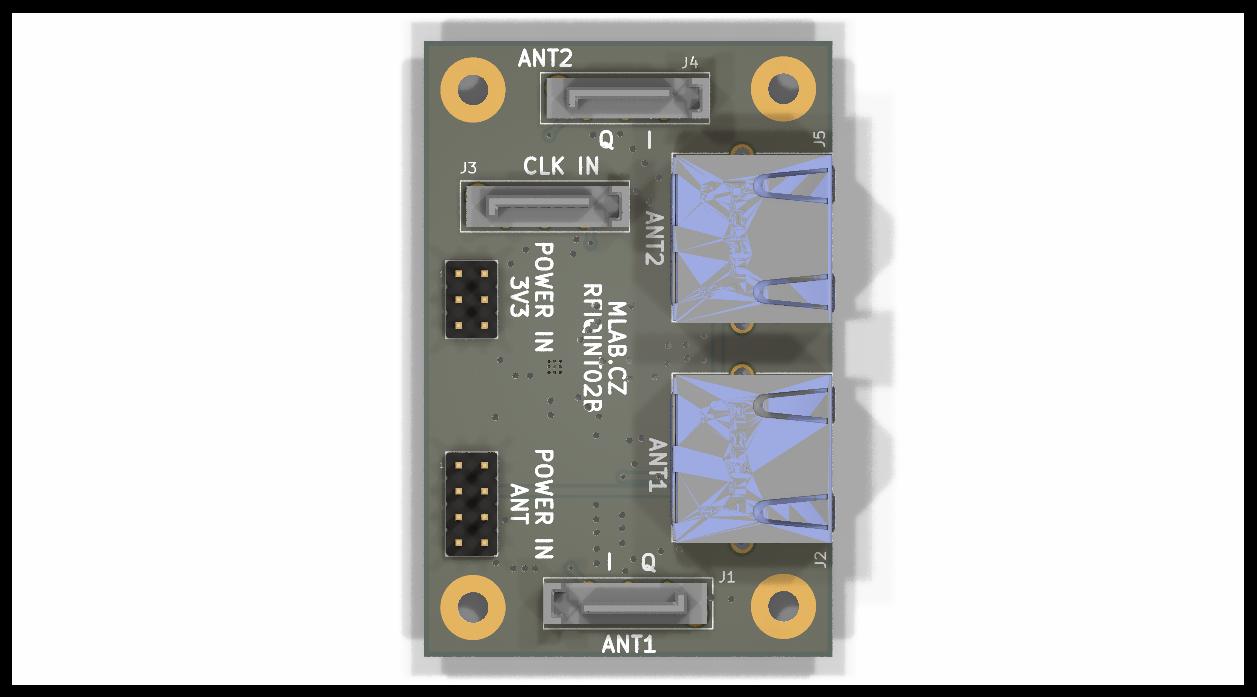 ANT2
J4
Q I
J5
J3
CLK IN
ANT2
POWER IN
3V3
MLAB.CZ
RFIQINT02B
ANT1
POWER IN
ANT
I Q
J2
J1
ANT1